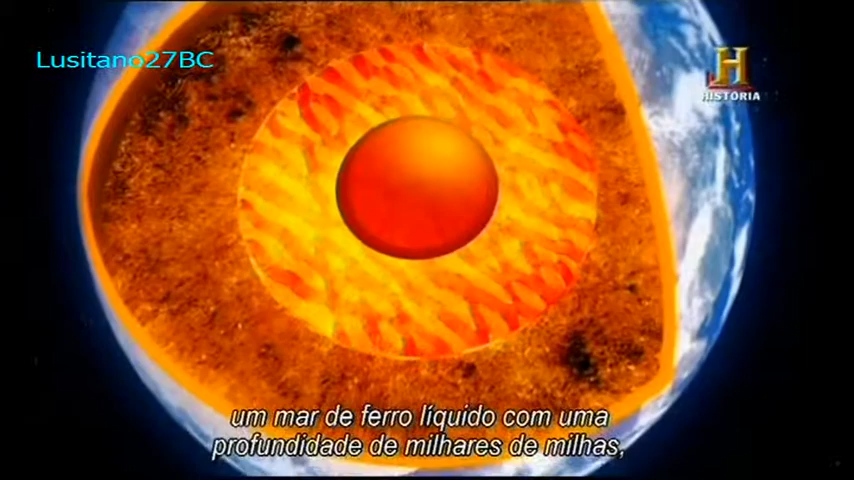 Lusitano27BC
H
HISTORIA
um mar de ferro líquido com uma
profundidade de milhares de milhas,